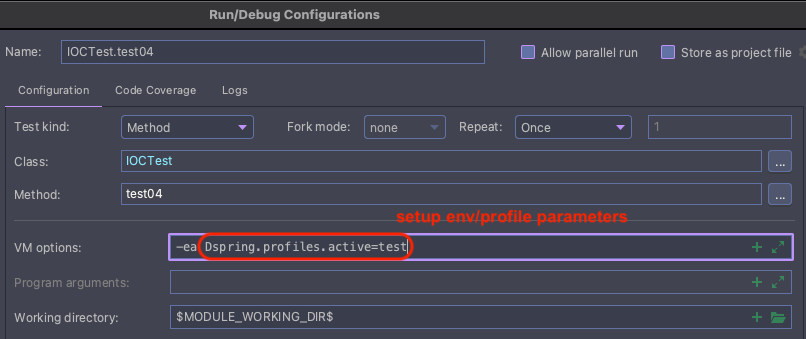 Run/Debug Configurations
Name: IOCTest.test04 Allow parallel run Store as project file
Configuration Code Coverage Logs
Test kind: Method Fork mode: none Repeat: Once 1
Class: IOCTest ...
Method: test04 ...
setup env/profile parameters
VM options: -ea Dspring.profiles.active=test
Program arguments:
Working directory: $MODULE_WORKING_DIR$